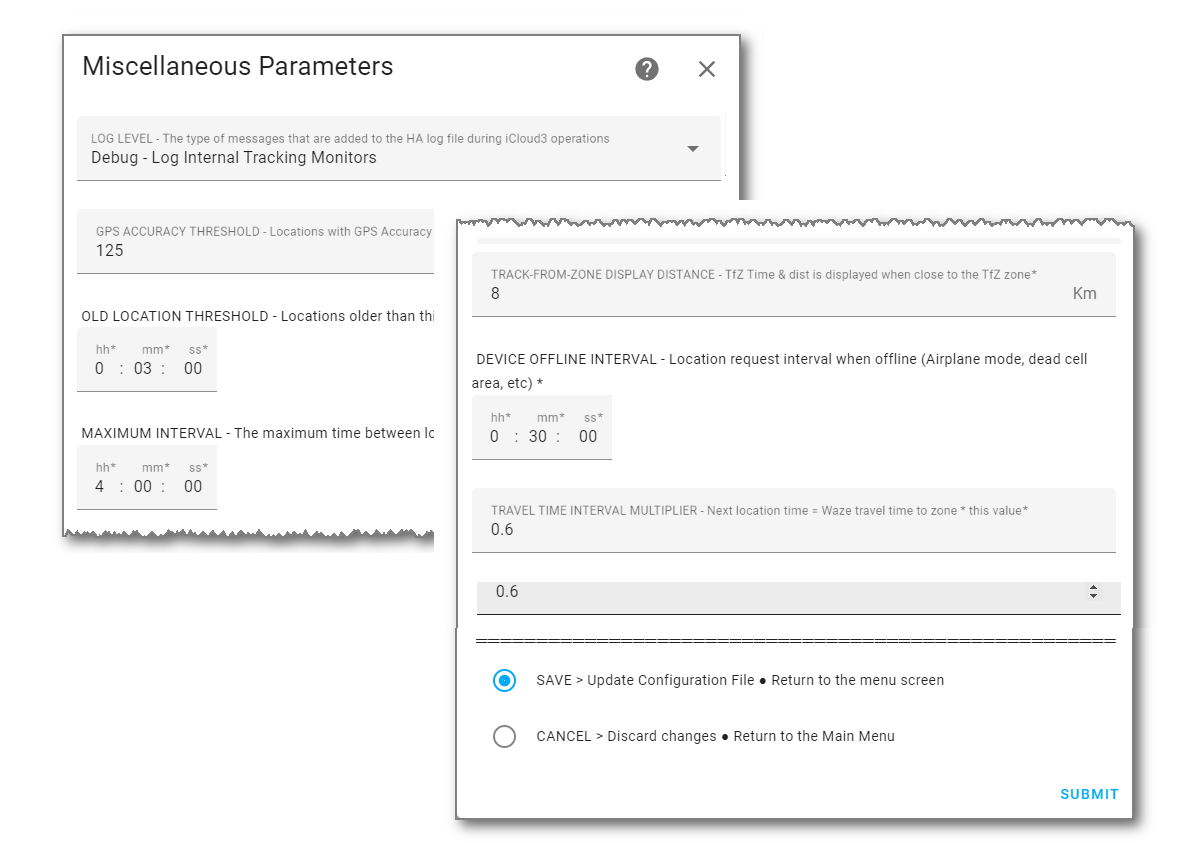 Miscellaneous Parameters
?
LOG LEVEL - The type of messages that are added to the HA log file during iCloud3 operations
Debug - Log Internal Tracking Monitors
GPS ACCURACY THRESHOLD - Locations with GPS Accuracy
125
OLD LOCATION THRESHOLD - Locations older than thi
hh* mm* ss*
0 : 03 : 00
MAXIMUM INTERVAL - The maximum time between lo
hh* mm* ss*
4 : 00 : 00
TRACK-FROM-ZONE DISPLAY DISTANCE - TfZ Time & dist is displayed when close to the TfZ zone*
8 Km
DEVICE OFFLINE INTERVAL - Location request interval when offline (Airplane mode, dead cell
area, etc) *
hh* mm* ss*
0 : 30 : 00
TRAVEL TIME INTERVAL MULTIPLIER - Next location time = Waze travel time to zone * this value*
0.6
0.6
SAVE > Update Configuration File ● Return to the menu screen
CANCEL > Discard changes ● Return to the Main Menu
SUBMIT